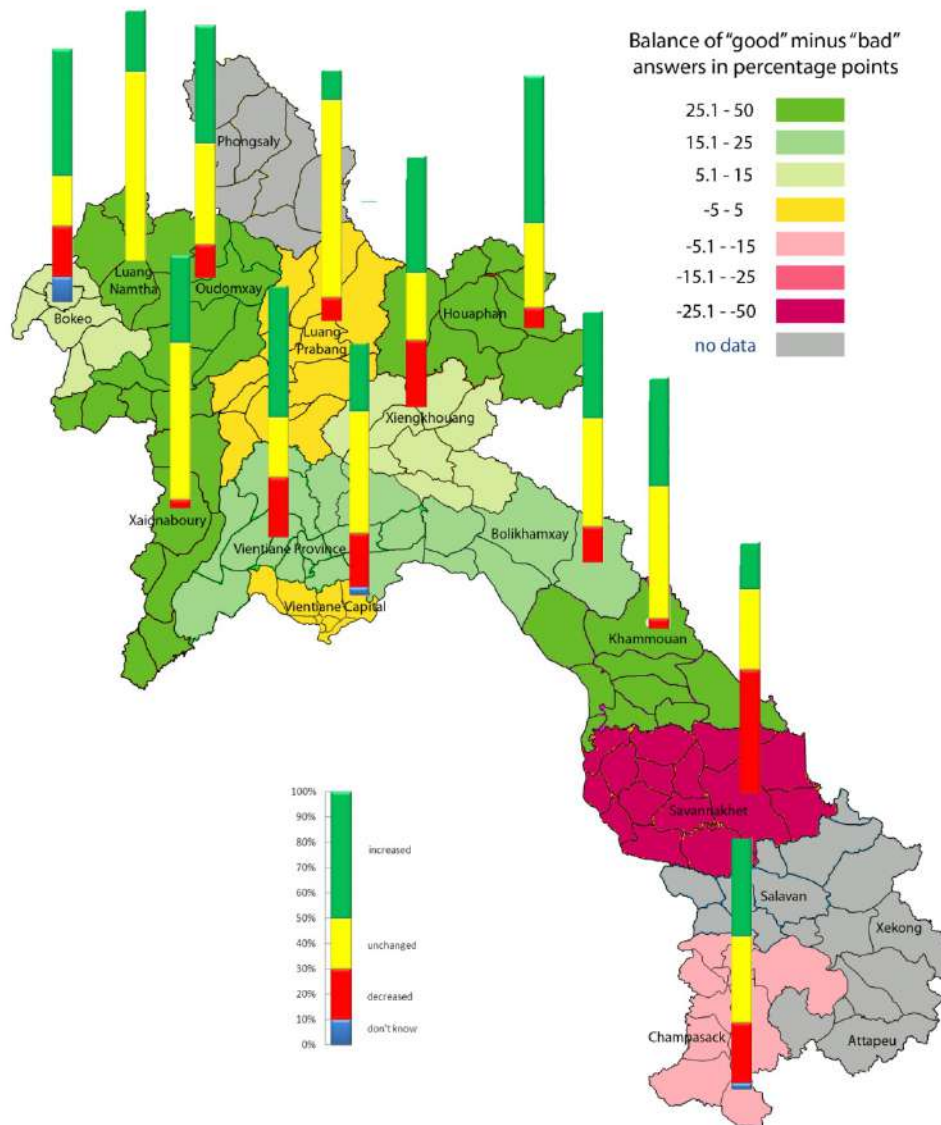 Balance of “good” minus “bad”
answers in percentage points
25.1 - 50
15.1 - 25
5.1 - 15
-5 - 5
-5.1 - -15
-15.1 - -25
-25.1 - -50
no data
Phongsaly
Luang
Namtha
Oudomxay
Bokeo
Luang
Prabang
Houaphan
Xiengkhouang
Xaignaboury
Vientiane Province
Bolikhamxay
Vientiane Capital
Khammouan
Savannakhet
Salavan
Xekong
Champasack
Attapeu
100%
90%
80%
70%
60%
50%
40%
30%
20%
10%
0%
increased
unchanged
decreased
don't know